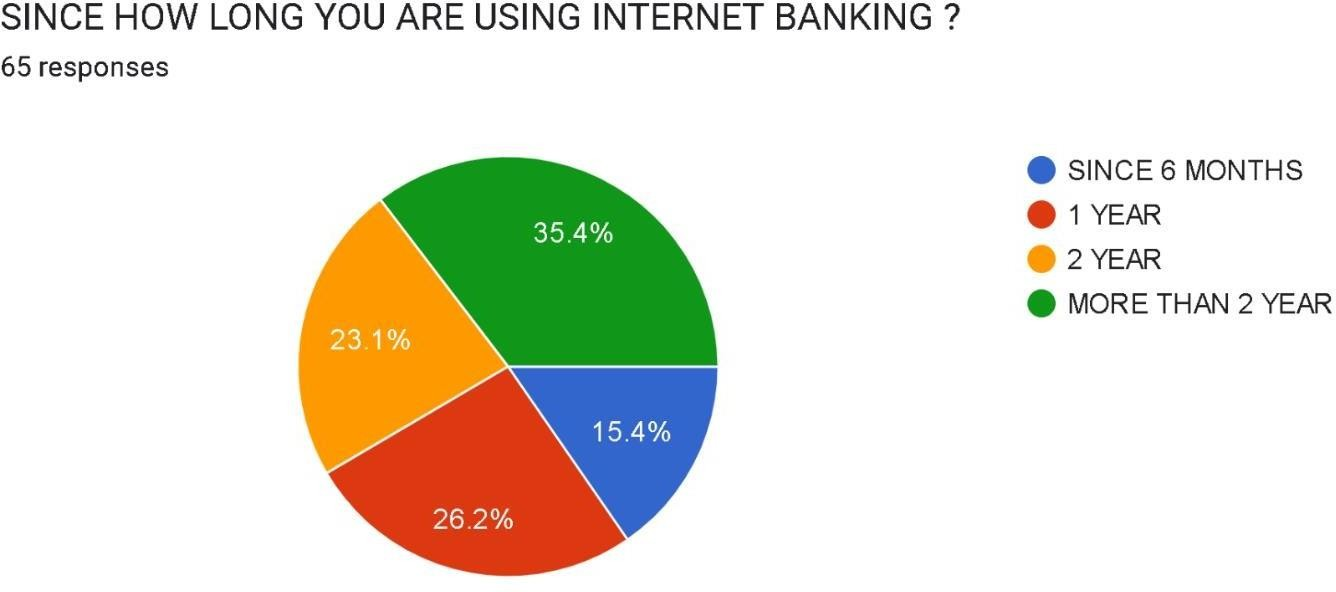 SINCE HOW LONG YOU ARE USING INTERNET BANKING ?
65 responses
35.4%
23.1%
15.4%
26.2%
SINCE 6 MONTHS
1 YEAR
2 YEAR
MORE THAN 2 YEAR